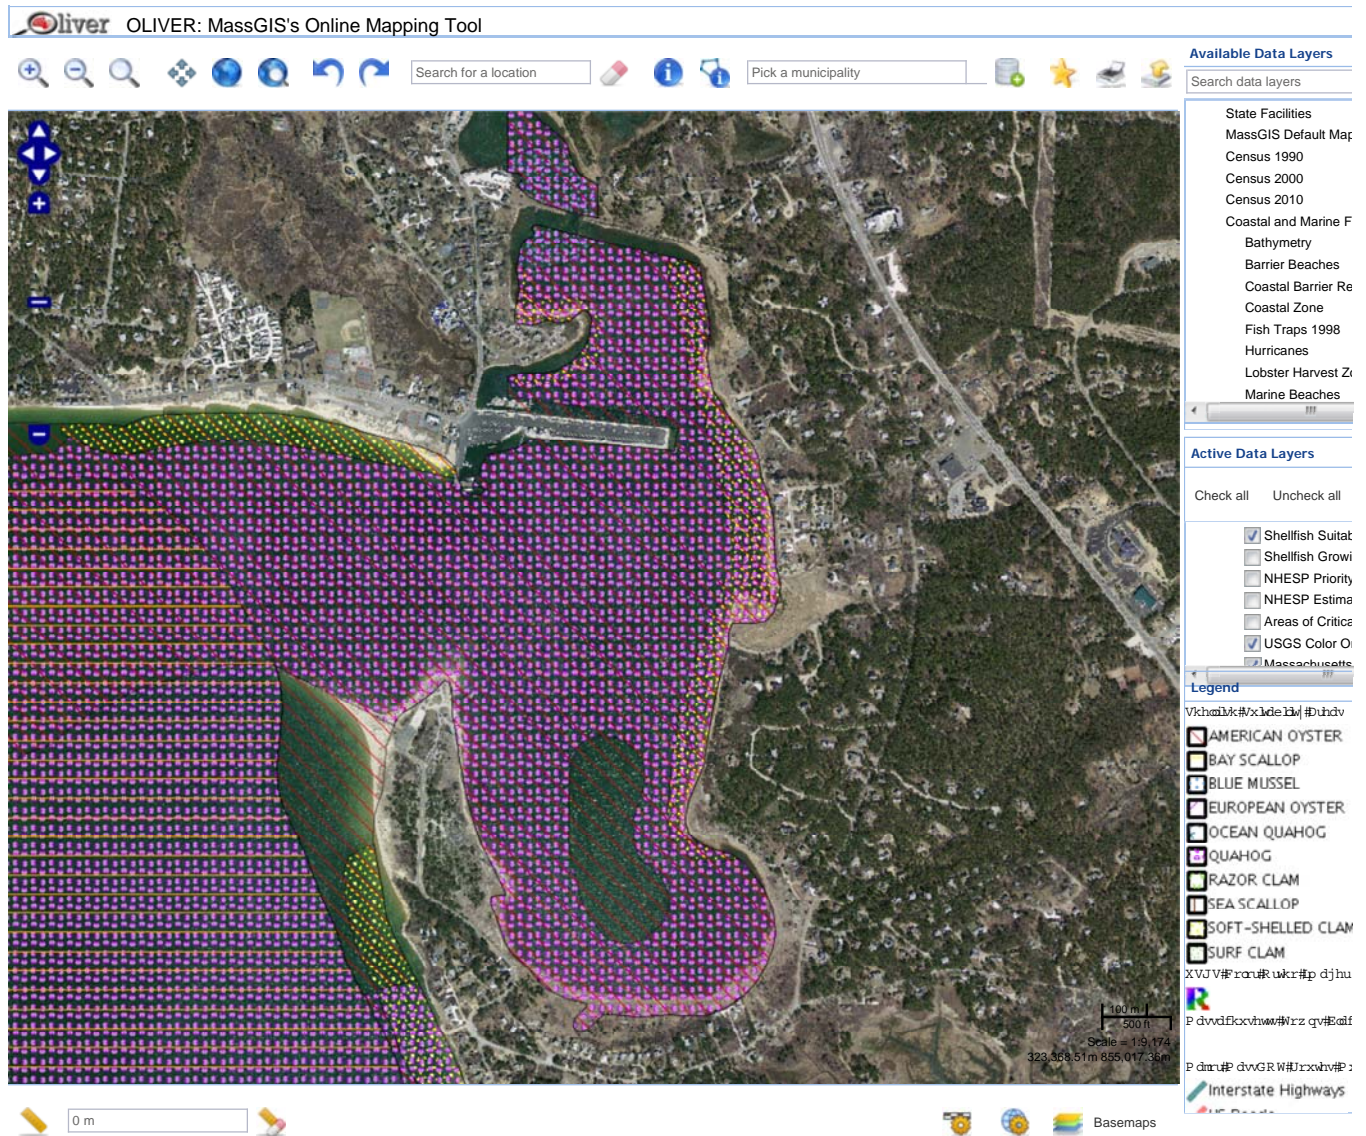 Oliver OLIVER: MassGIS's Online Mapping Tool
Search for a location
Pick a municipality
Available Data Layers
Search data layers
State Facilities
MassGIS Default Map
Census 1990
Census 2000
Census 2010
Coastal and Marine F
Bathymetry
Barrier Beaches
Coastal Barrier Re
Coastal Zone
Fish Traps 1998
Hurricanes
Lobster Harvest Zo
Marine Beaches
Active Data Layers
Check all Uncheck all
Shellfish Suitab
Shellfish Growi
NHESP Priority
NHESP Estima
Areas of Critica
USGS Color Or
Massachusetts
Legend
AMERICAN OYSTER
BAY SCALLOP
BLUE MUSSEL
EUROPEAN OYSTER
OCEAN QUAHOG
QUAHOG
RAZOR CLAM
SEA SCALLOP
SOFT-SHELLED CLAM
SURF CLAM
Interstate Highways
100 m
500 ft
Scale = 1:9,174
323,368.51m 855,017.36m
0 m
Basemaps